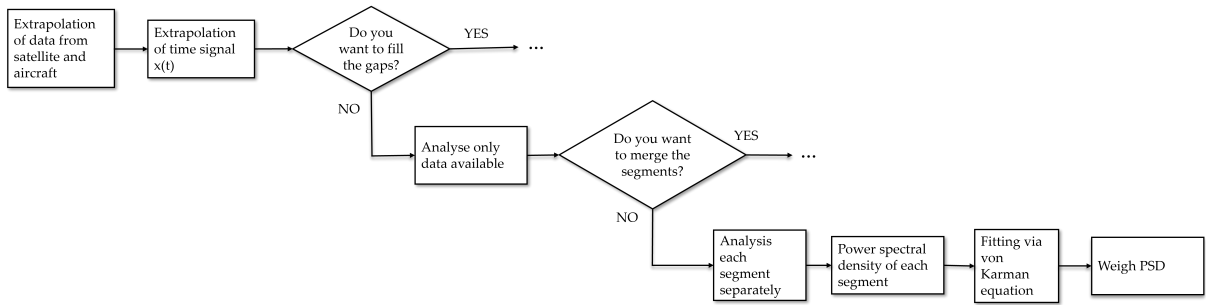 Extrapolation
of data from
satellite and
aircraft
Extrapolation
of time signal
x(t)
Do you
want to fill
the gaps?
YES
...
NO
Analyse only
data available
Do you want
to merge the
segments?
YES
...
NO
Analysis
each
segment
separately
Power spectral
density of each
segment
Fitting via
von
Karman
equation
Weigh PSD